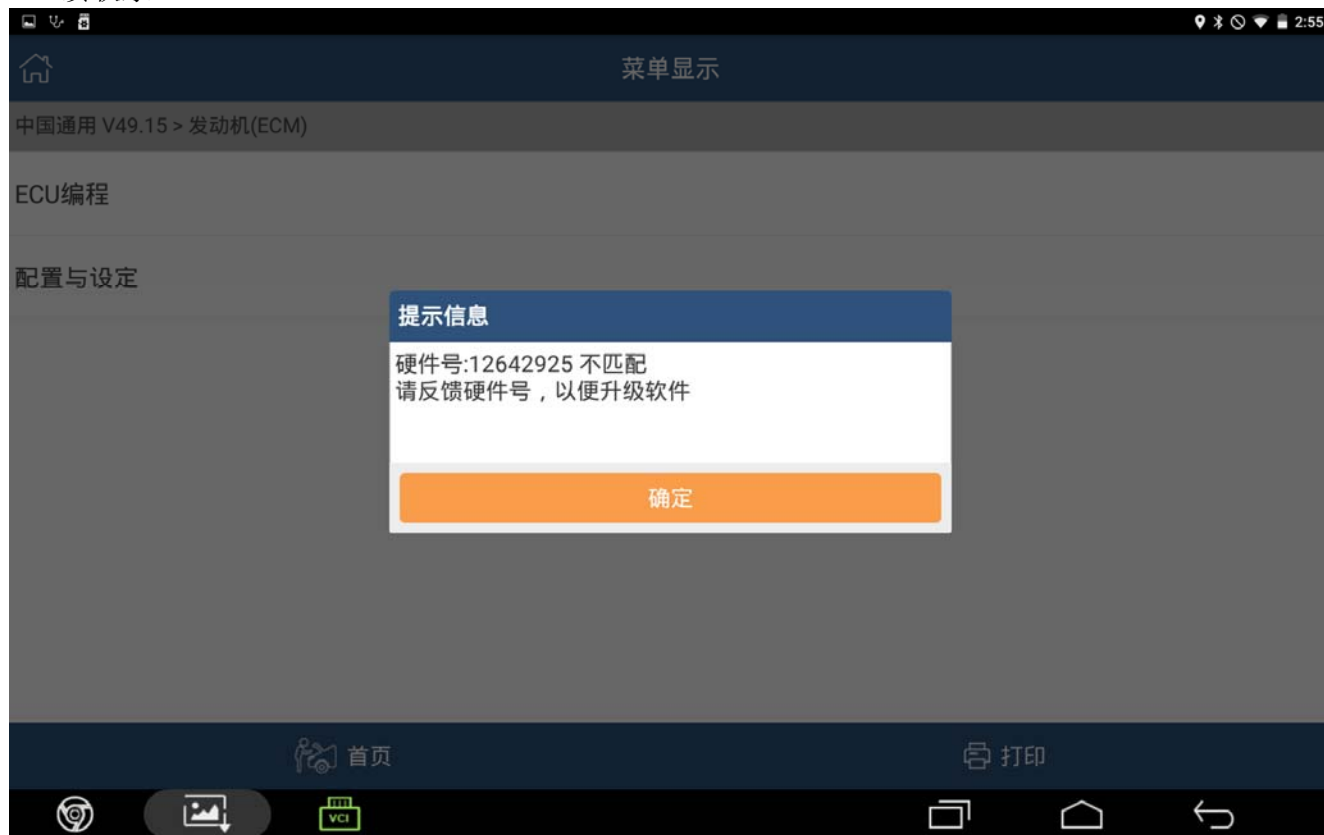 2:55
菜单显示
中国通用 V49.15 > 发动机(ECM)
ECU编程
配置与设定
提示信息
硬件号:12642925 不匹配
请反馈硬件号，以便升级软件
确定
首页
打印
VCI